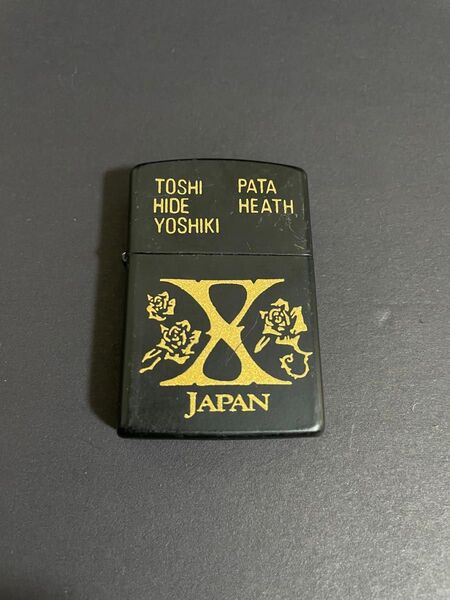 TOSHI PATA
HIDE HEATH
YOSHIKI
X
JAPAN